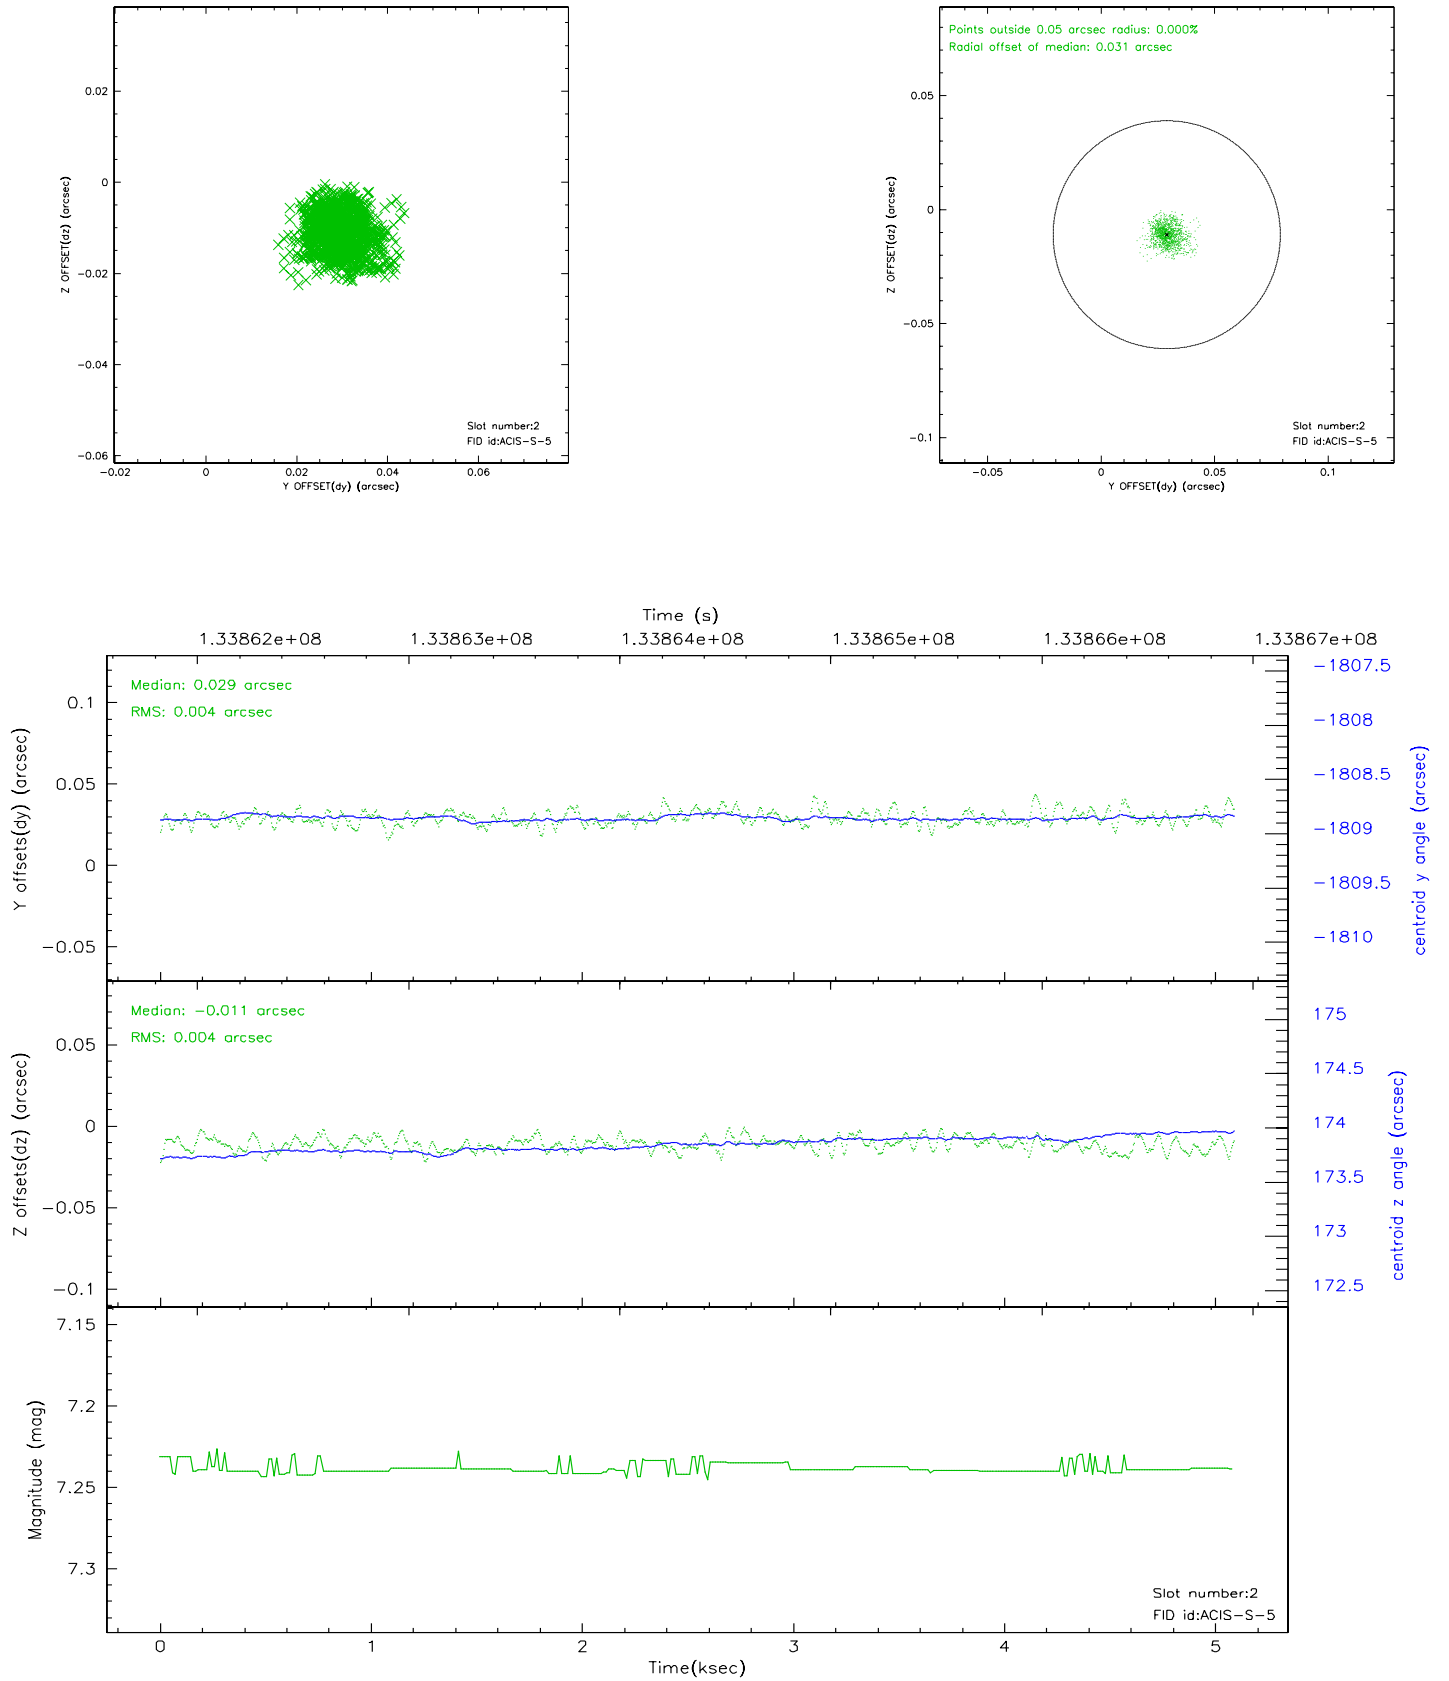 0.02
0
−0.02
−0.04
−0.06
Z OFFSET(dz) (arcsec)
Slot number:2
FID id:ACIS−S−5
−0.02
0
0.02
0.04
0.06
Y OFFSET(dy) (arcsec)
Points outside 0.05 arcsec radius: 0.000%
Radial offset of median: 0.031 arcsec
0.05
0
−0.05
−0.1
Z OFFSET(dz) (arcsec)
Slot number:2
FID id:ACIS−S−5
−0.05
0
0.05
0.1
Y OFFSET(dy) (arcsec)
Time (s)
1.33862e+08
1.33863e+08
1.33864e+08
1.33865e+08
1.33866e+08
1.33867e+08
Median: 0.029 arcsec
RMS: 0.004 arcsec
0.1
0.05
0
−0.05
Y offsets(dy) (arcsec)
−1807.5
−1808
−1808.5
−1809
−1809.5
−1810
centroid y angle (arcsec)
Median: −0.011 arcsec
RMS: 0.004 arcsec
0.05
0
−0.05
−0.1
Z offsets(dz) (arcsec)
175
174.5
174
173.5
173
172.5
centroid z angle (arcsec)
7.15
7.2
7.25
7.3
Magnitude (mag)
Slot number:2
FID id:ACIS−S−5
0
1
2
3
4
5
Time(ksec)